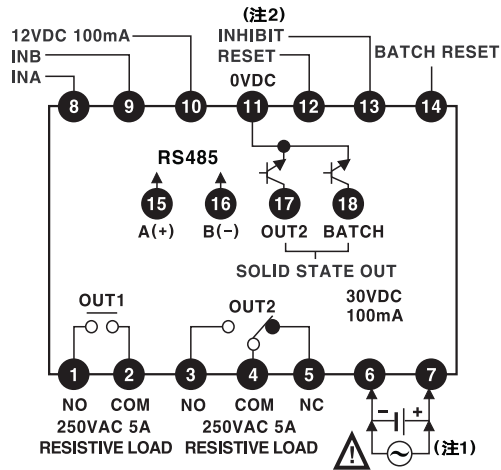 (注2)
12VDC 100mA
INHIBIT
INB
RESET
BATCH RESET
INA
0VDC
8 9 10 11 12 13 14
RS485
15 16 17 18
A(+) B(-) OUT2 BATCH
SOLID STATE OUT
OUT1
OUT2
30VDC
100mA
1 2 3 4 5 6 7
NO COM NO COM NC
- +
250VAC 5A 250VAC 5A
(注1)
RESISTIVE LOAD RESISTIVE LOAD
!